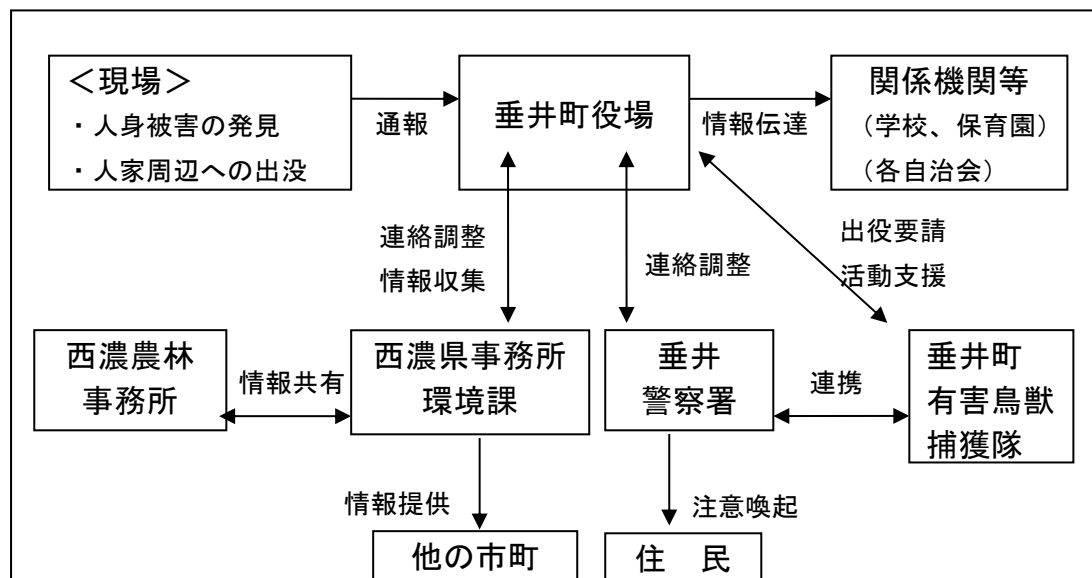 ＜現場＞
・人身被害の発見
・人家周辺への出没
通報
垂井町役場
情報伝達
関係機関等
（学校、保育園）
（各自治会）
連絡調整
情報収集
連絡調整
出役要請
活動支援
西濃農林
事務所
情報共有
西濃県事務所
環境課
垂井
警察署
連携
垂井町
有害鳥獣
捕獲隊
情報提供
注意喚起
他の市町
住　民